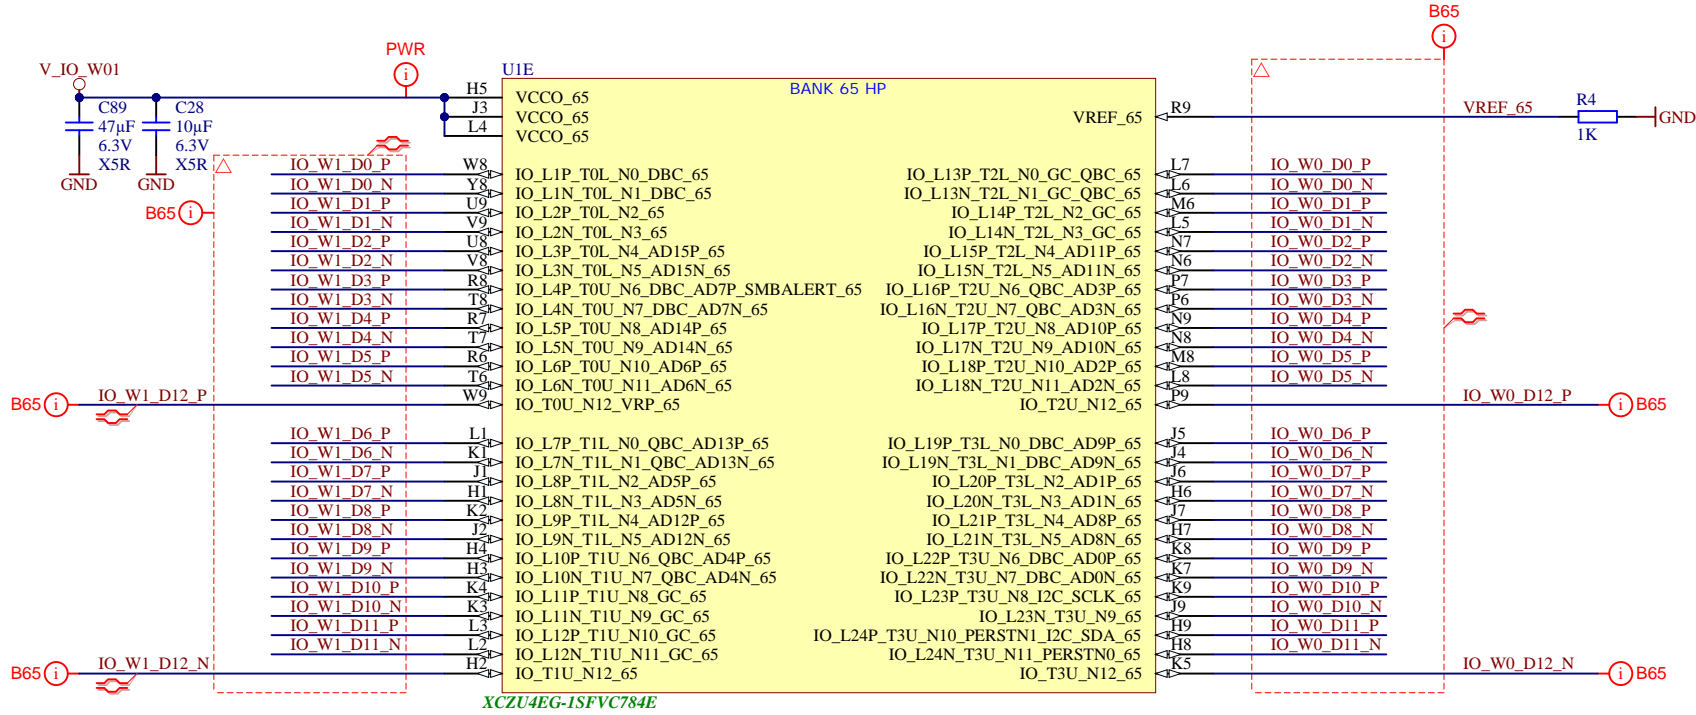 B65
i
PWR
i
V_IO_W01
C89
47µF
6.3V
X5R
GND
C28
10µF
6.3V
X5R
GND
U1E
BANK 65 HP
H5 VCCO_65
J3 VCCO_65
L4 VCCO_65
VREF_65 R9 VREF_65
R4
1K
GND
B65 i
IO_W1_D0_P W8 IO_L1P_T0L_N0_DBC_65 IO_L13P_T2L_N0_GC_QBC_65 L7 IO_W0_D0_P
IO_W1_D0_N Y8 IO_L1N_T0L_N1_DBC_65 IO_L13N_T2L_N1_GC_QBC_65 L6 IO_W0_D0_N
IO_W1_D1_P U9 IO_L2P_T0L_N2_65 IO_L14P_T2L_N2_GC_65 M6 IO_W0_D1_P
IO_W1_D1_N V9 IO_L2N_T0L_N3_65 IO_L14N_T2L_N3_GC_65 L5 IO_W0_D1_N
IO_W1_D2_P U8 IO_L3P_T0L_N4_AD15P_65 IO_L15P_T2L_N4_AD11P_65 N7 IO_W0_D2_P
IO_W1_D2_N V8 IO_L3N_T0L_N5_AD15N_65 IO_L15N_T2L_N5_AD11N_65 N6 IO_W0_D2_N
IO_W1_D3_P R8 IO_L4P_T0U_N6_DBC_AD7P_SMBALERT_65 IO_L16P_T2U_N6_QBC_AD3P_65 P7 IO_W0_D3_P
IO_W1_D3_N T8 IO_L4N_T0U_N7_DBC_AD7N_65 IO_L16N_T2U_N7_QBC_AD3N_65 P6 IO_W0_D3_N
IO_W1_D4_P R7 IO_L5P_T0U_N8_AD14P_65 IO_L17P_T2U_N8_AD10P_65 N9 IO_W0_D4_P
IO_W1_D4_N T7 IO_L5N_T0U_N9_AD14N_65 IO_L17N_T2U_N9_AD10N_65 N8 IO_W0_D4_N
IO_W1_D5_P R6 IO_L6P_T0U_N10_AD6P_65 IO_L18P_T2U_N10_AD2P_65 M8 IO_W0_D5_P
IO_W1_D5_N T6 IO_L6N_T0U_N11_AD6N_65 IO_L18N_T2U_N11_AD2N_65 L8 IO_W0_D5_N
B65 i IO_W1_D12_P W9 IO_T0U_N12_VRP_65 IO_T2U_N12_65 P9 IO_W0_D12_P i B65
IO_W1_D6_P L1 IO_L7P_T1L_N0_QBC_AD13P_65 IO_L19P_T3L_N0_DBC_AD9P_65 J5 IO_W0_D6_P
IO_W1_D6_N K1 IO_L7N_T1L_N1_QBC_AD13N_65 IO_L19N_T3L_N1_DBC_AD9N_65 J4 IO_W0_D6_N
IO_W1_D7_P J1 IO_L8P_T1L_N2_AD5P_65 IO_L20P_T3L_N2_AD1P_65 J6 IO_W0_D7_P
IO_W1_D7_N H1 IO_L8N_T1L_N3_AD5N_65 IO_L20N_T3L_N3_AD1N_65 H6 IO_W0_D7_N
IO_W1_D8_P K2 IO_L9P_T1L_N4_AD12P_65 IO_L21P_T3L_N4_AD8P_65 J7 IO_W0_D8_P
IO_W1_D8_N J2 IO_L9N_T1L_N5_AD12N_65 IO_L21N_T3L_N5_AD8N_65 H7 IO_W0_D8_N
IO_W1_D9_P H4 IO_L10P_T1U_N6_QBC_AD4P_65 IO_L22P_T3U_N6_DBC_AD0P_65 K8 IO_W0_D9_P
IO_W1_D9_N H3 IO_L10N_T1U_N7_QBC_AD4N_65 IO_L22N_T3U_N7_DBC_AD0N_65 K7 IO_W0_D9_N
IO_W1_D10_P K4 IO_L11P_T1U_N8_GC_65 IO_L23P_T3U_N8_I2C_SCLK_65 K9 IO_W0_D10_P
IO_W1_D10_N K3 IO_L11N_T1U_N9_GC_65 IO_L23N_T3U_N9_65 J9 IO_W0_D10_N
IO_W1_D11_P L3 IO_L12P_T1U_N10_GC_65 IO_L24P_T3U_N10_PERSTN1_I2C_SDA_65 H9 IO_W0_D11_P
IO_W1_D11_N L2 IO_L12N_T1U_N11_GC_65 IO_L24N_T3U_N11_PERSTN0_65 H8 IO_W0_D11_N
B65 i IO_W1_D12_N H2 IO_T1U_N12_65 IO_T3U_N12_65 K5 IO_W0_D12_N i B65
XCZU4EG-1SFVC784E